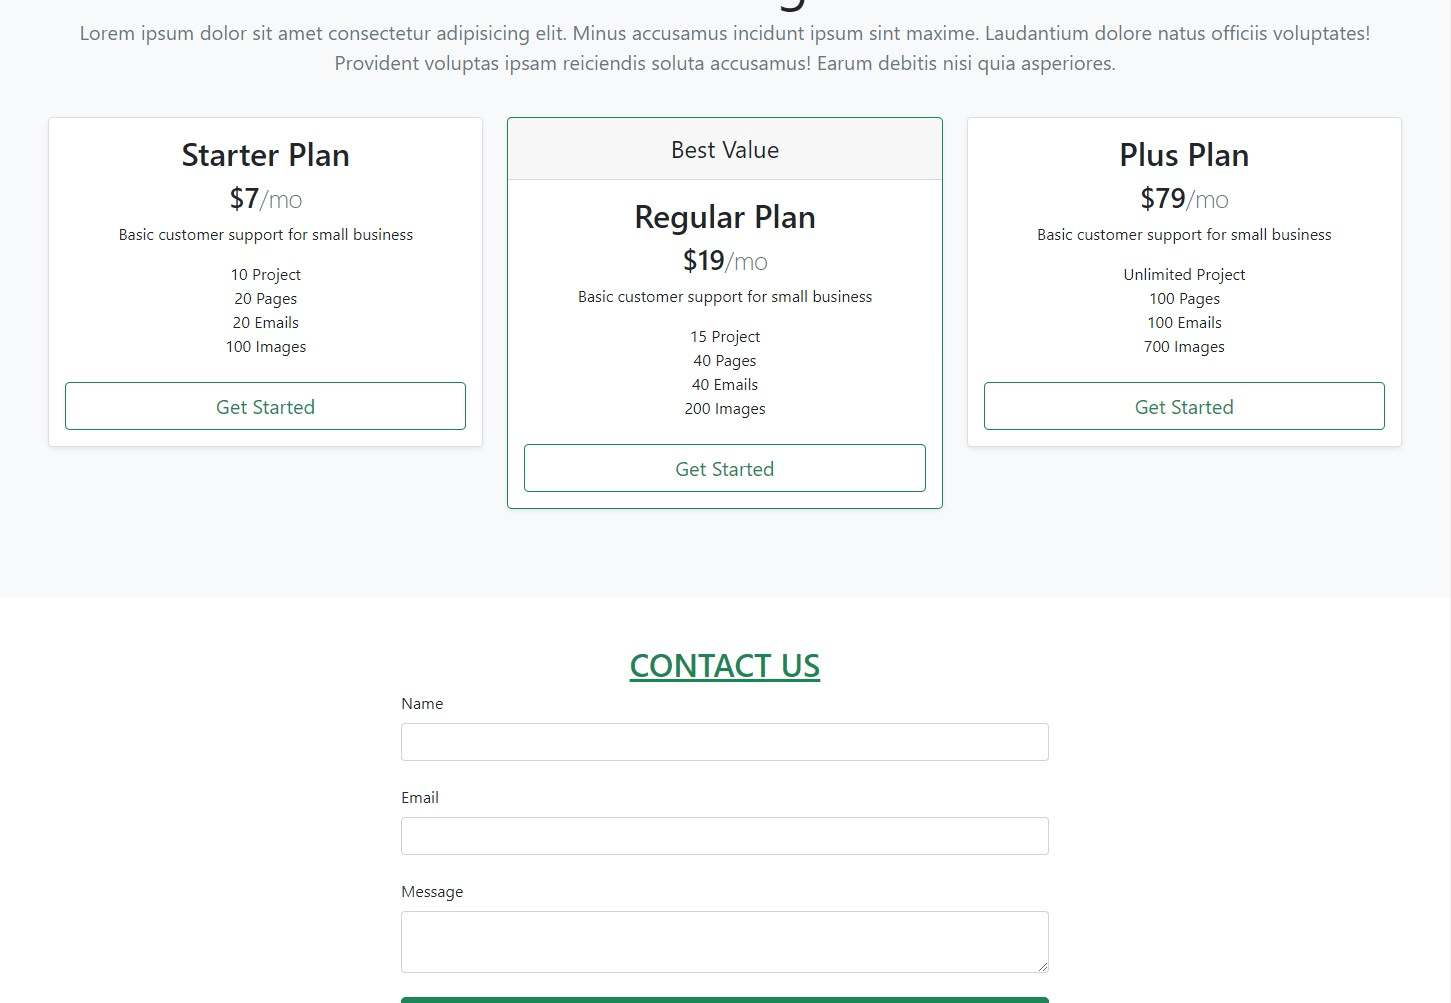 Lorem ipsum dolor sit amet consectetur adipisicing elit. Minus accusamus incidunt ipsum sint maxime. Laudantium dolore natus officiis voluptates!
Provident voluptas ipsam reiciendis soluta accusamus! Earum debitis nisi quia asperiores.
Starter Plan
$7/mo
Basic customer support for small business
10 Project
20 Pages
20 Emails
100 Images
Get Started
Best Value
Regular Plan
$19/mo
Basic customer support for small business
15 Project
40 Pages
40 Emails
200 Images
Get Started
Plus Plan
$79/mo
Basic customer support for small business
Unlimited Project
100 Pages
100 Emails
700 Images
Get Started
CONTACT US
Name
Email
Message